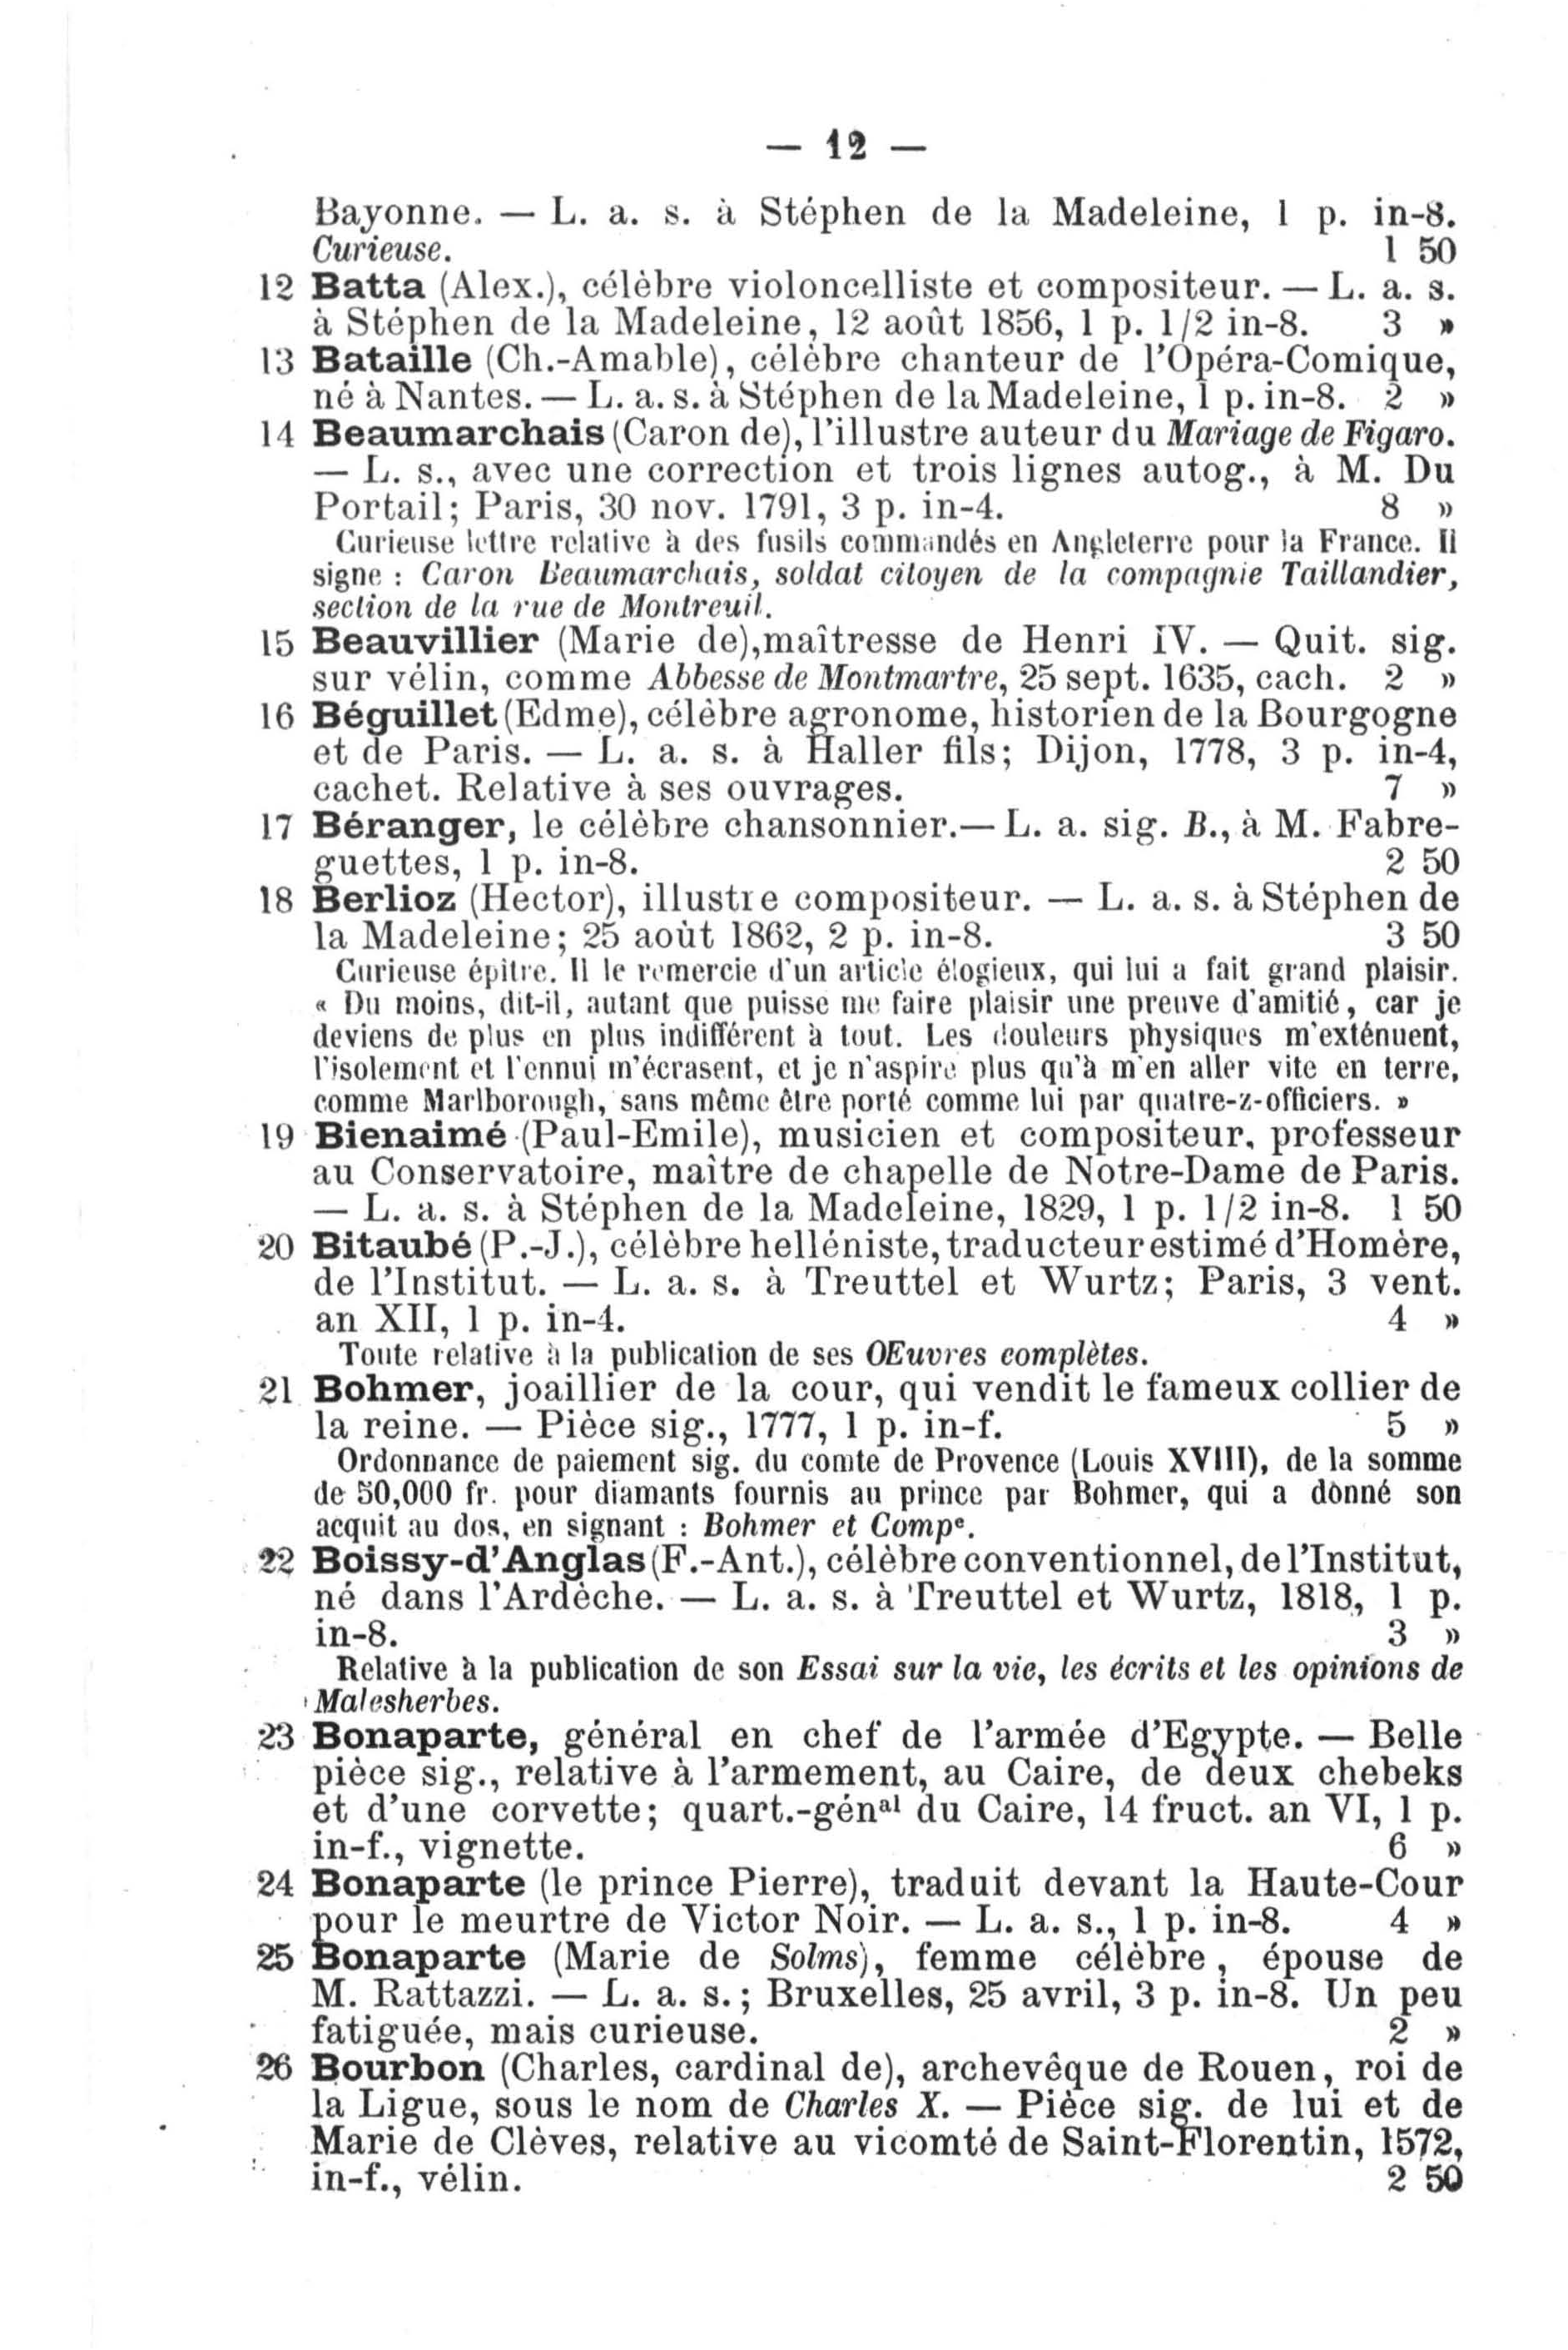 — 12 —
Bayonne. — L. a. s. à Stéphen de la Madeleine, 1 p. in-8.
Curieuse. 1 50
12 Batta (Alex.), célèbre violoncelliste et compositeur. — L. a. s.
à Stéphen de la Madeleine, 12 août 1856, 1 p. 1/2 in-8. 3 »
13 Bataille (Ch.-Amable), célèbre chanteur de l'Opéra-Comique,
né à Nantes. — L. a. s. à Stéphen de la Madeleine, 1 p. in-8. 2 »
14 Beaumarchais (Caron de), l'illustre auteur du Mariage de Figaro.
— L. s., avec une correction et trois lignes autog., à M. Du
Portail; Paris, 30 nov. 1791, 3 p. in-4. 8 »
Curieuse lettre relative à des fusils commandés en Angleterre pour la France. Il
signe : Caron Beaumarchais, soldat citoyen de la compagnie Taillandier,
section de la rue de Montreuil.
15 Beauvillier (Marie de),maîtresse de Henri IV. — Quit. sig.
sur vélin, comme Abbesse de Montmartre, 25 sept. 1635, cach. 2 »
16 Béguillet (Edme), célèbre agronome, historien de la Bourgogne
et de Paris. — L. a. s. à Haller fils; Dijon, 1778, 3 p. in-4,
cachet. Relative à ses ouvrages. 7 »
17 Béranger, le célèbre chansonnier.— L. a. sig. B., à M. Fabre-
guettes, 1 p. in-8. 2 50
18 Berlioz (Hector), illustre compositeur. — L. a. s. à Stéphen de
la Madeleine; 25 août 1862, 2 p. in-8. 3 50
Curieuse épître. Il le remercie d'un article élogieux, qui lui a fait grand plaisir.
« Du moins, dit-il, autant que puisse me faire plaisir une preuve d'amitié, car je
deviens de plus en plus indifférent à tout. Les douleurs physiques m'exténuent,
l'isolement et l'ennui m'écrasent, et je n'aspire plus qu'à m'en aller vite en terre,
comme Marlborough, sans même être porté comme lui par quatre-z-officiers. »
19 Bienaimé (Paul-Emile), musicien et compositeur, professeur
au Conservatoire, maître de chapelle de Notre-Dame de Paris.
— L. a. s. à Stéphen de la Madeleine, 1829, 1 p. 1/2 in-8. 1 50
20 Bitaubé (P.-J.), célèbre helléniste, traducteur estimé d'Homère,
de l'Institut. — L. a. s. à Treuttel et Wurtz; Paris, 3 vent.
an XII, 1 p. in-4. 4 »
Toute relative à la publication de ses OEuvres complètes.
21 Bohmer, joaillier de la cour, qui vendit le fameux collier de
la reine. — Pièce sig., 1777, 1 p. in-f. 5 »
Ordonnance de paiement sig. du comte de Provence (Louis XVIII), de la somme
de 50,000 fr. pour diamants fournis au prince par Bohmer, qui a donné son
acquit au dos, en signant : Bohmer et Compe.
22 Boissy-d'Anglas (F.-Ant.), célèbre conventionnel, de l'Institut,
né dans l'Ardèche. — L. a. s. à Treuttel et Wurtz, 1818, 1 p.
in-8. 3 »
Relative à la publication de son Essai sur la vie, les écrits et les opinions de
Malesherbes.
23 Bonaparte, général en chef de l'armée d'Egypte. — Belle
pièce sig., relative à l'armement, au Caire, de deux chebeks
et d'une corvette; quart.-génal du Caire, 14 fruct. an VI, 1 p.
in-f., vignette. 6 »
24 Bonaparte (le prince Pierre), traduit devant la Haute-Cour
pour le meurtre de Victor Noir. — L. a. s., 1 p. in-8. 4 »
25 Bonaparte (Marie de Solms), femme célèbre, épouse de
M. Rattazzi. — L. a. s.; Bruxelles, 25 avril, 3 p. in-8. Un peu
fatiguée, mais curieuse. 2 »
26 Bourbon (Charles, cardinal de), archevêque de Rouen, roi de
la Ligue, sous le nom de Charles X. — Pièce sig. de lui et de
Marie de Clèves, relative au vicomté de Saint-Florentin, 1572,
in-f., vélin. 2 50